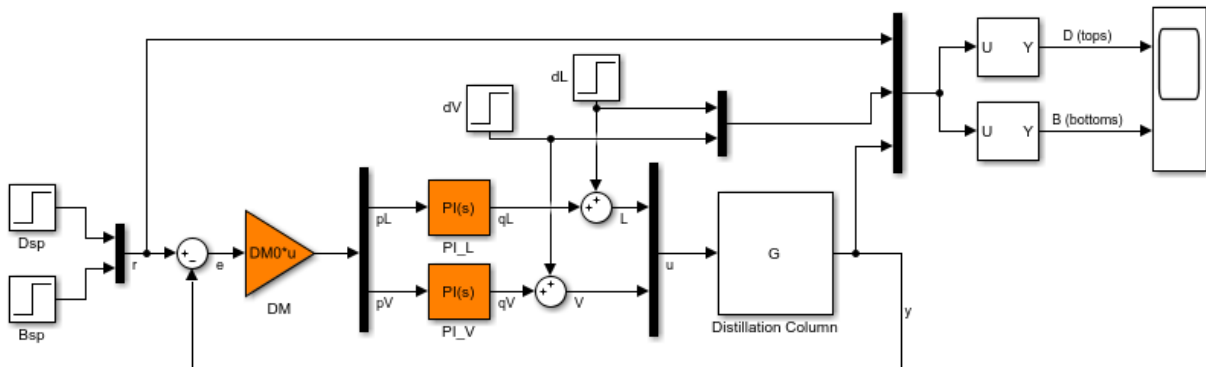 U Y
D (tops)
dL
dV
U Y
B (bottoms)
Dsp
pL
PI(s)
qL
+
+
L
PI_L
G
r
+
−
e
DM0*u
DM
u
Bsp
pV
PI(s)
qV
+
+
V
PI_V
Distillation Column
y